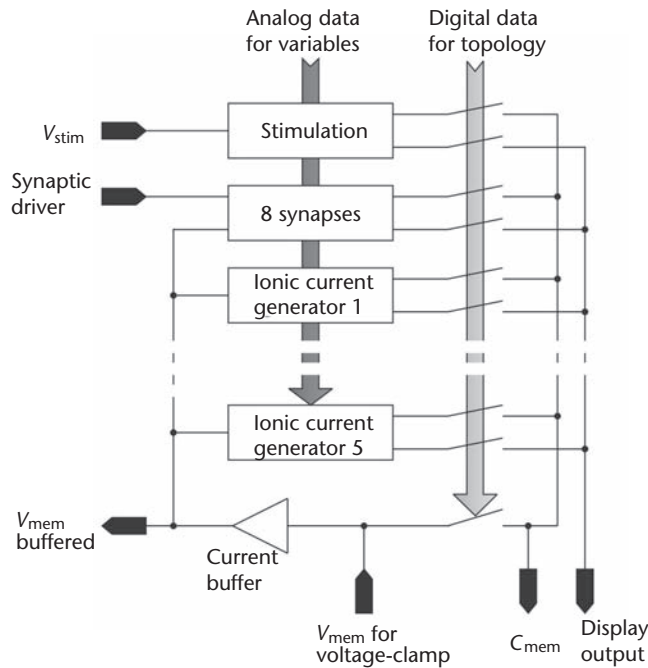 Analog data
for variables
Digital data
for topology
Vstim
Stimulation
Synaptic
driver
8 synapses
Ionic current
generator 1
Ionic current
generator 5
Vmem
buffered
Current
buffer
Vmem for
voltage-clamp
Cmem
Display
output